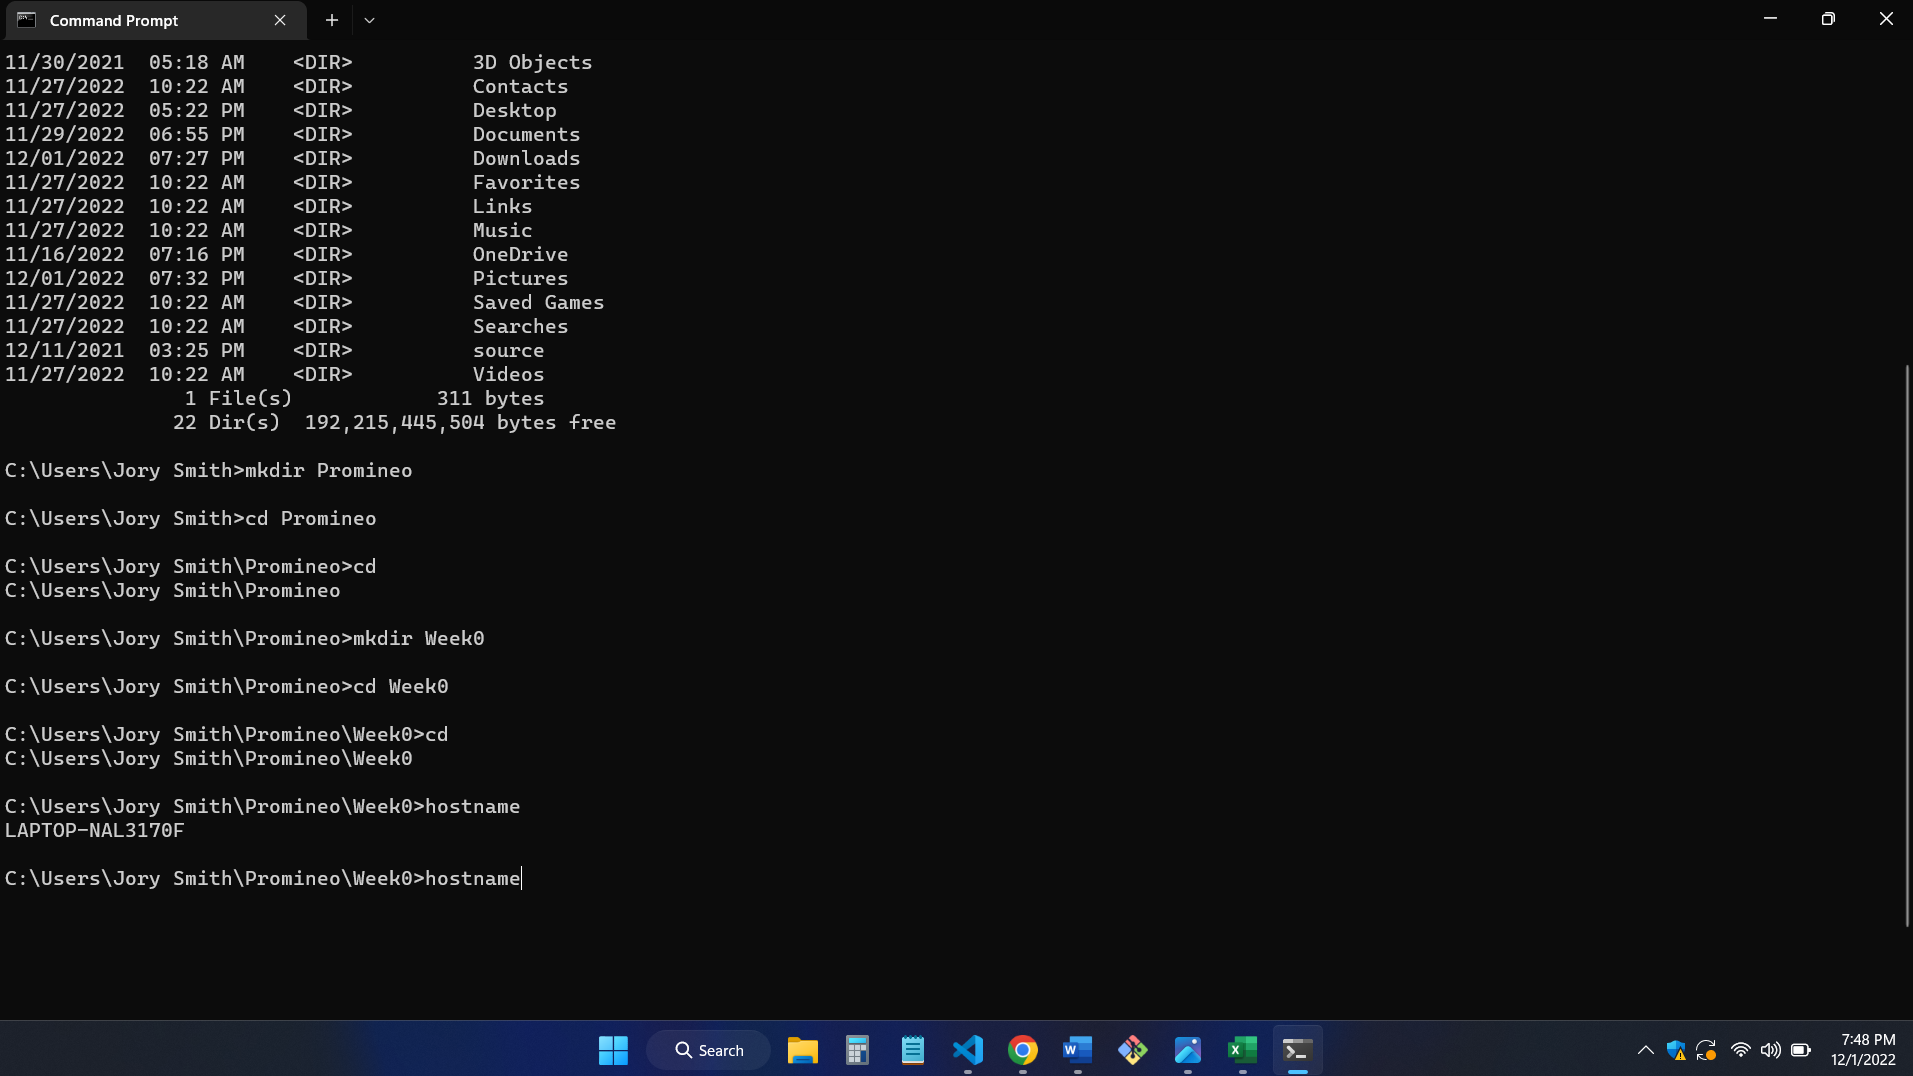 Command Prompt
11/30/2021  05:18 AM    <DIR>          3D Objects
11/27/2022  10:22 AM    <DIR>          Contacts
11/27/2022  05:22 PM    <DIR>          Desktop
11/29/2022  06:55 PM    <DIR>          Documents
12/01/2022  07:27 PM    <DIR>          Downloads
11/27/2022  10:22 AM    <DIR>          Favorites
11/27/2022  10:22 AM    <DIR>          Links
11/27/2022  10:22 AM    <DIR>          Music
11/16/2022  07:16 PM    <DIR>          OneDrive
12/01/2022  07:32 PM    <DIR>          Pictures
11/27/2022  10:22 AM    <DIR>          Saved Games
11/27/2022  10:22 AM    <DIR>          Searches
12/11/2021  03:25 PM    <DIR>          source
11/27/2022  10:22 AM    <DIR>          Videos
               1 File(s)            311 bytes
              22 Dir(s)  192,215,445,504 bytes free
C:\Users\Jory Smith>mkdir Promineo
C:\Users\Jory Smith>cd Promineo
C:\Users\Jory Smith\Promineo>cd
C:\Users\Jory Smith\Promineo
C:\Users\Jory Smith\Promineo>mkdir Week0
C:\Users\Jory Smith\Promineo>cd Week0
C:\Users\Jory Smith\Promineo\Week0>cd
C:\Users\Jory Smith\Promineo\Week0
C:\Users\Jory Smith\Promineo\Week0>hostname
LAPTOP-NAL3170F
C:\Users\Jory Smith\Promineo\Week0>hostname
Search
7:48 PM
12/1/2022